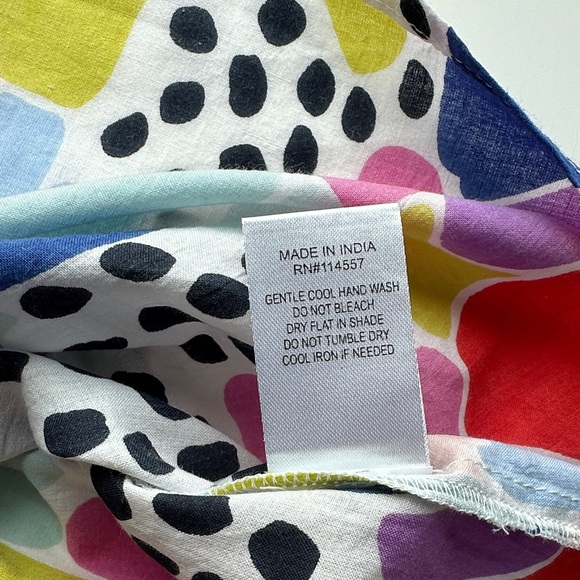 MADE IN INDIA
RN#114557
GENTLE COOL HAND WASH
DO NOT BLEACH
DRY FLAT IN SHADE
DO NOT TUMBLE DRY
COOL IRON IF NEEDED